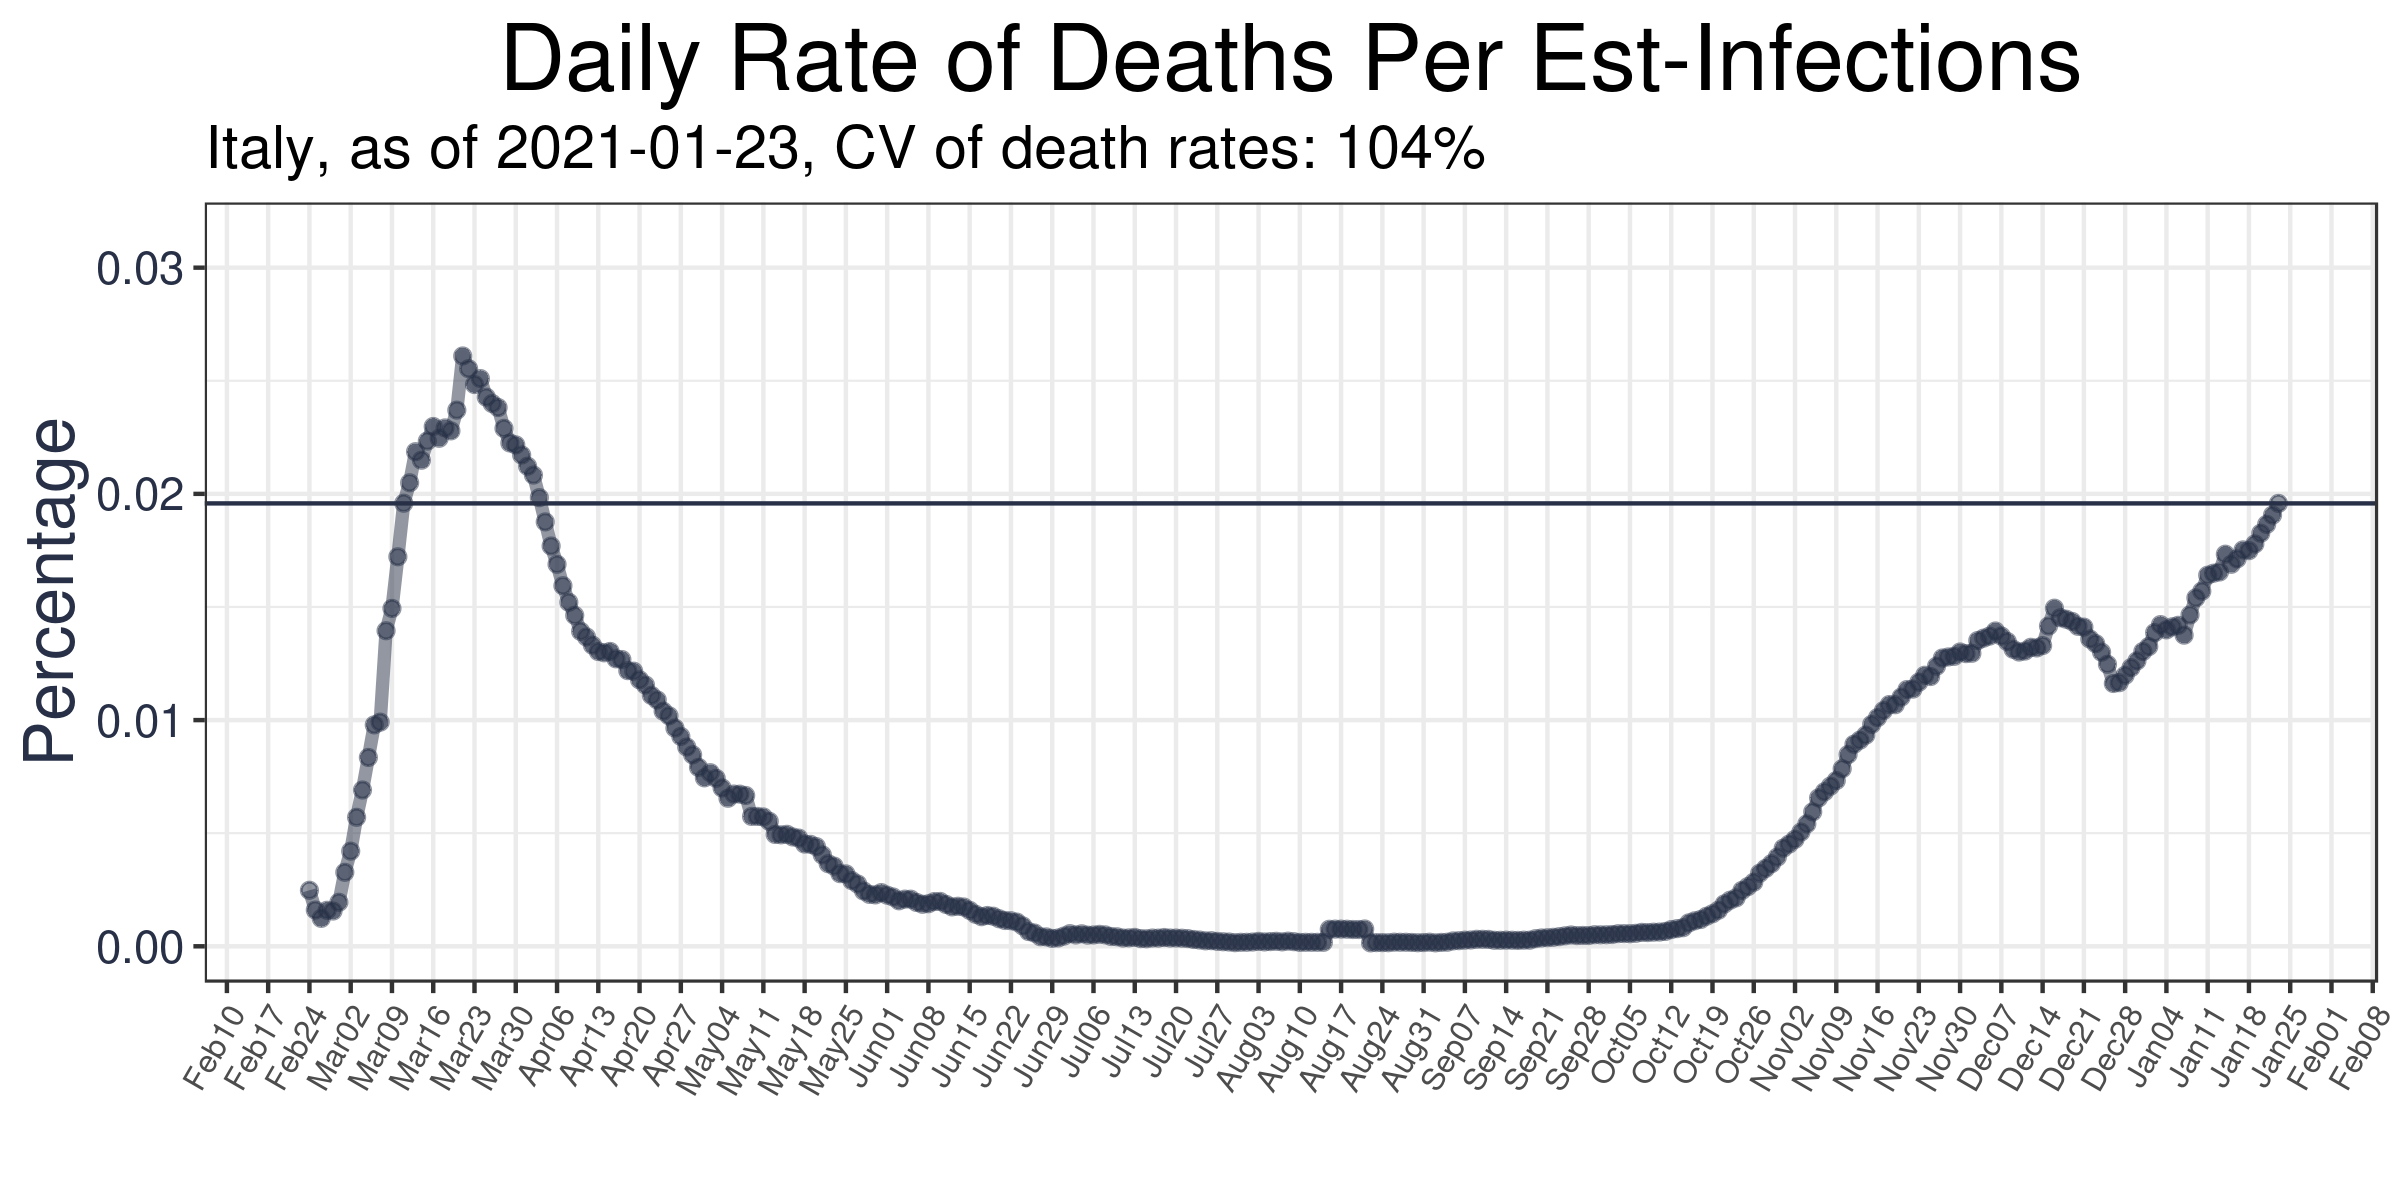 Daily Rate of Deaths Per Est-Infections
Italy, as of 2021-01-23, CV of death rates: 104%
Percentage
0.03
0.02
0.01
0.00
Feb10 Feb17 Feb24 Mar02 Mar09 Mar16 Mar23 Mar30 Apr06 Apr13 Apr20 Apr27 May04 May11 May18 May25 Jun01 Jun08 Jun15 Jun22 Jun29 Jul06 Jul13 Jul20 Jul27 Aug03 Aug10 Aug17 Aug24 Aug31 Sep07 Sep14 Sep21 Sep28 Oct05 Oct12 Oct19 Oct26 Oct02 Nov09 Nov16 Nov23 Nov30 Nov07 Dec14 Dec21 Dec28 Dec04 Jan11 Jan18 Jan25 Feb01 Feb08